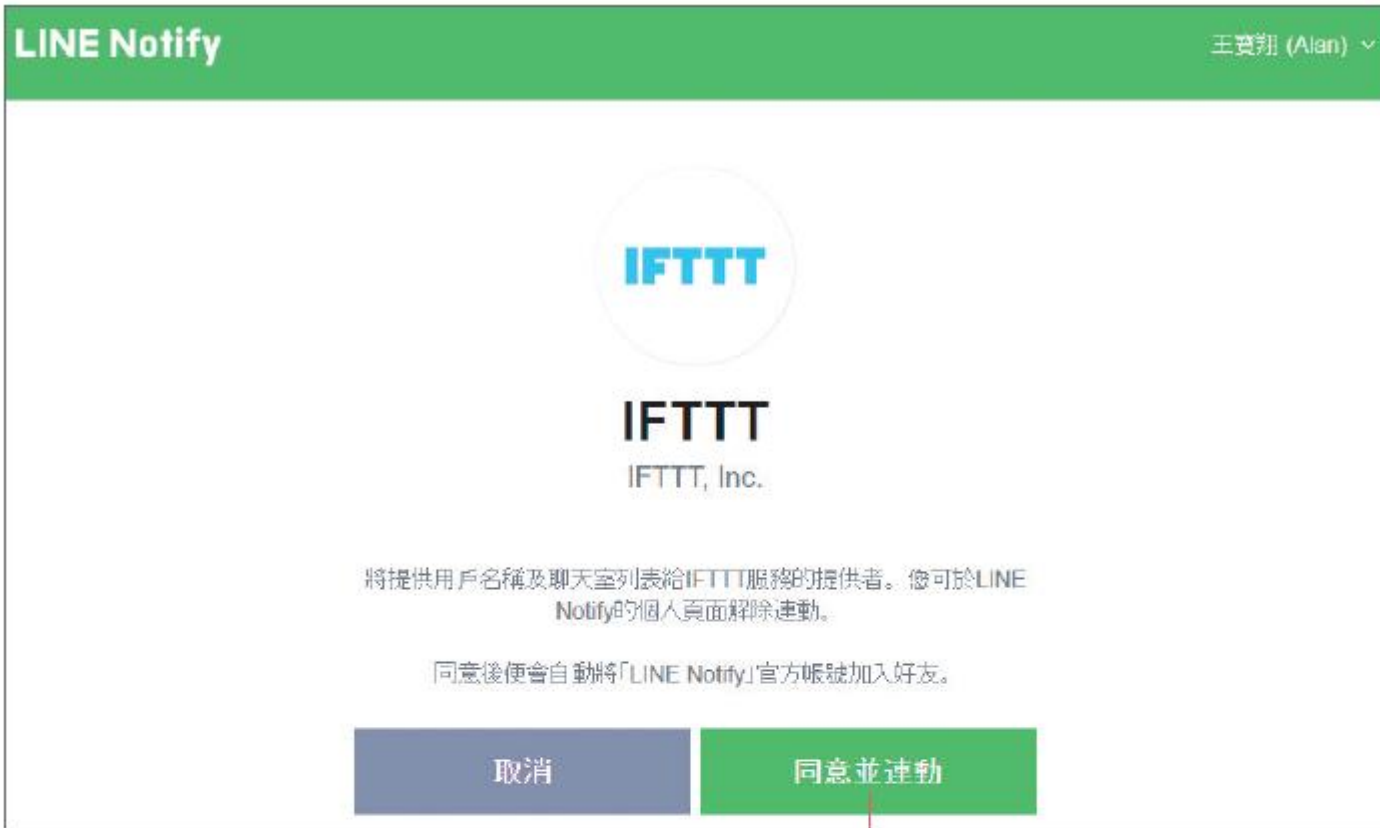 LINE Notify
王寶翔 (Alan)
IFTTT
IFTTT
IFTTT, Inc.
將提供用戶名稱及聊天室列表給IFTTT服務的提供者。您可於LINE
Notify的個人頁面解除連動。
同意後便會自動將「LINE Notify」官方帳號加入好友。
取消
同意並連動